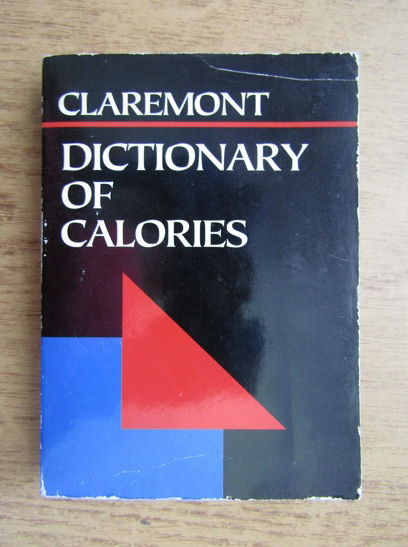 CLAREMONT
DICTIONARY
OF
CALORIES